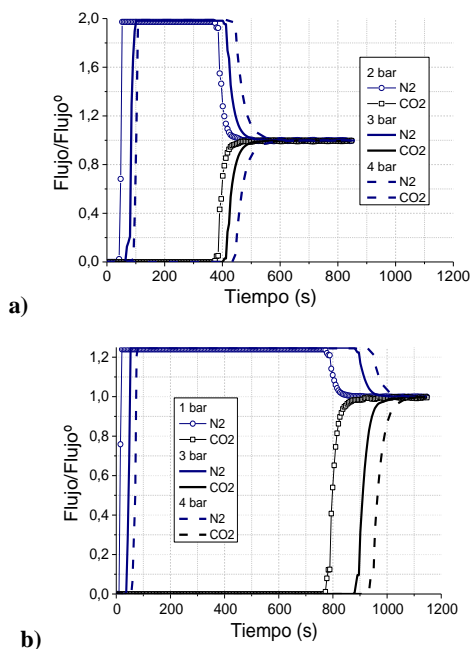 2,0
1,6
1,2
0,8
0,4
0,0
Flujo/Flujoº
2 bar
N2
CO2
3 bar
N2
CO2
4 bar
N2
CO2
0 200 400 600 800 1000 1200
Tiempo (s)
a)
1,2
1,0
0,8
0,6
0,4
0,2
0,0
Flujo/Flujoº
1 bar
N2
CO2
3 bar
N2
CO2
4 bar
N2
CO2
0 200 400 600 800 1000 1200
Tiempo (s)
b)